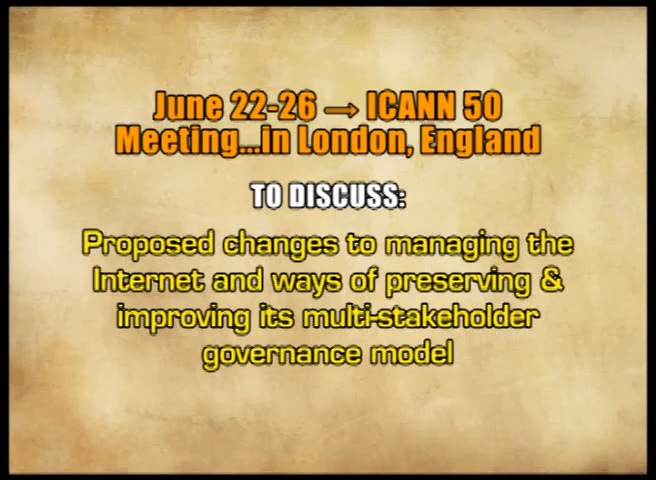 June 22-26 → ICANN 50
Meeting...in London, England
TO DISCUSS:
Proposed changes to managing the
Internet and ways of preserving &
improving its multi-stakeholder
governance model